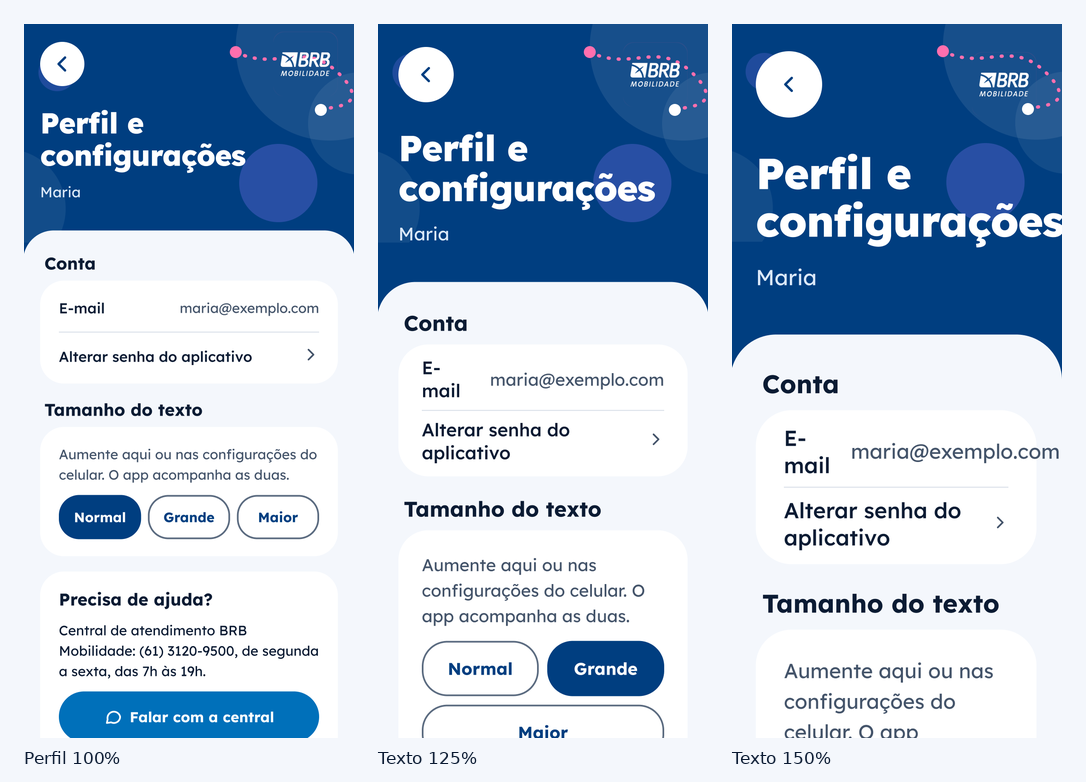 BRB
MOBILIDADE
Perfil e
configurações
Maria
Conta
E-mail
maria@exemplo.com
Alterar senha do aplicativo
Tamanho do texto
Aumente aqui ou nas configurações do
celular. O app acompanha as duas.
Normal
Grande
Maior
Precisa de ajuda?
Central de atendimento BRB
Mobilidade: (61) 3120-9500, de segunda
a sexta, das 7h às 19h.
Falar com a central
Perfil 100%
BRB
MOBILIDADE
Perfil e
configurações
Maria
Conta
E-
mail
maria@exemplo.com
Alterar senha do
aplicativo
Tamanho do texto
Aumente aqui ou nas
configurações do celular. O
app acompanha as duas.
Normal
Grande
Maior
Texto 125%
BRB
MOBILIDADE
Perfil e
configurações
Maria
Conta
E-
mail
maria@exemplo.com
Alterar senha do
aplicativo
Tamanho do texto
Aumente aqui ou nas
configurações do
celular. O app
Texto 150%